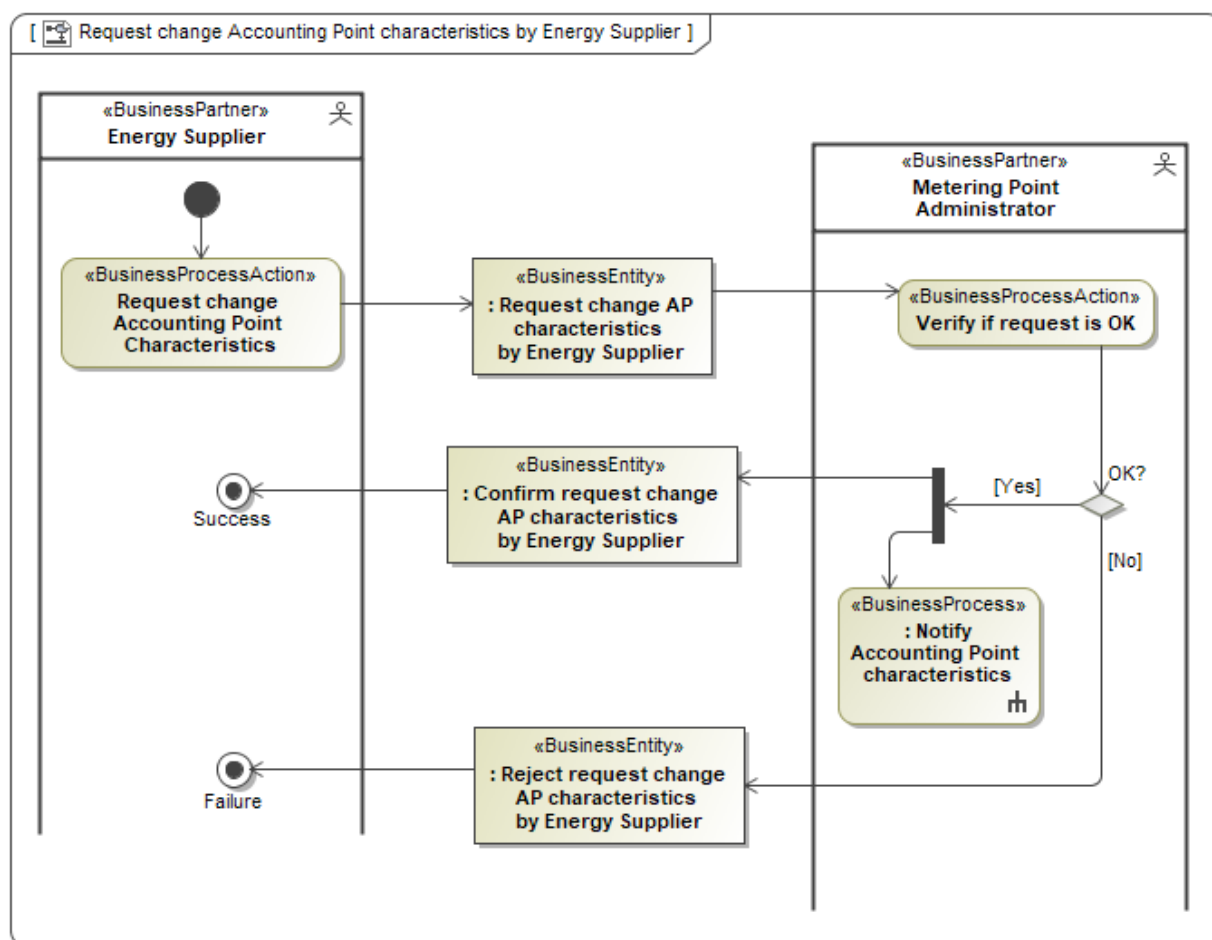 [ Request change Accounting Point characteristics by Energy Supplier ]
«BusinessPartner»
Energy Supplier
«BusinessPartner»
Metering Point
Administrator
«BusinessProcessAction»
Request change
Accounting Point
Characteristics
«BusinessEntity»
: Request change AP
characteristics
by Energy Supplier
«BusinessProcessAction»
Verify if request is OK
OK?
[Yes]
[No]
«BusinessEntity»
: Confirm request change
AP characteristics
by Energy Supplier
Success
«BusinessProcess»
: Notify
Accounting Point
characteristics
«BusinessEntity»
: Reject request change
AP characteristics
by Energy Supplier
Failure